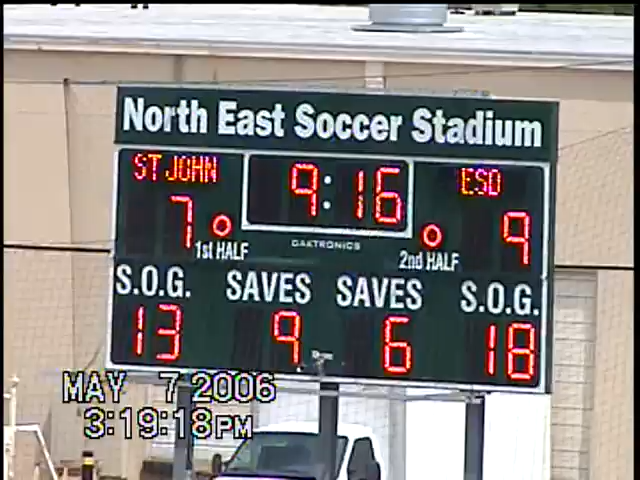 North East Soccer Stadium
ST JOHN 9:16 ESD
7 1st HALF DAKTRONICS 2nd HALF 9
S.O.G. SAVES SAVES S.O.G.
13 9 6 18
MAY 7 2006
3:19:18PM